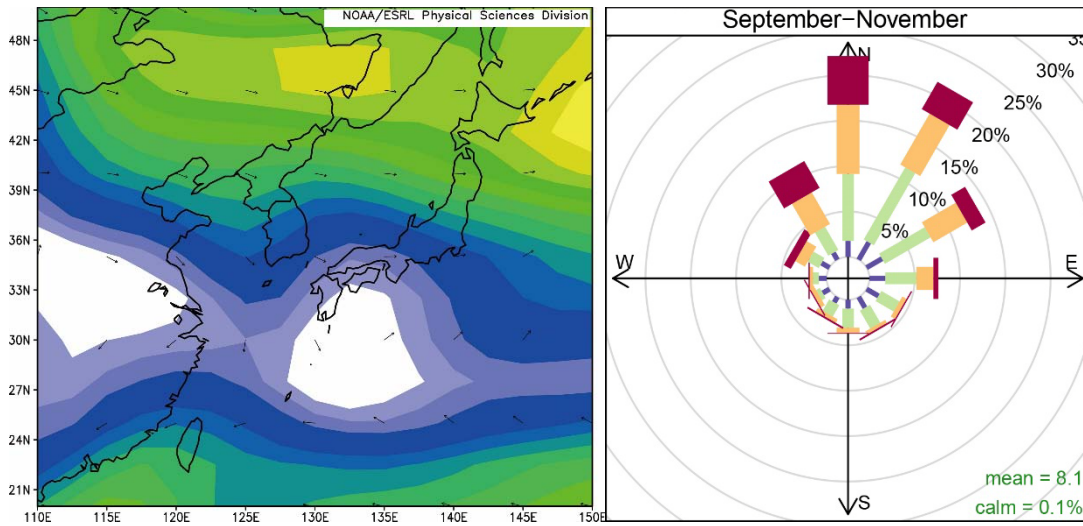 NOAA/ESRL Physical Sciences Division
48N
45N
42N
39N
36N
33N
30N
27N
24N
21N
110E 115E 120E 125E 130E 135E 140E 145E 150E
September-November
N
W
E
S
5%
10%
15%
20%
25%
30%
mean = 8.1
calm = 0.1%